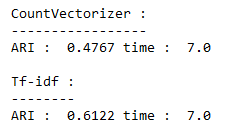 CountVectorizer :
-----------------
ARI :  0.4767 time :  7.0
Tf-idf :
--------
ARI :  0.6122 time :  7.0